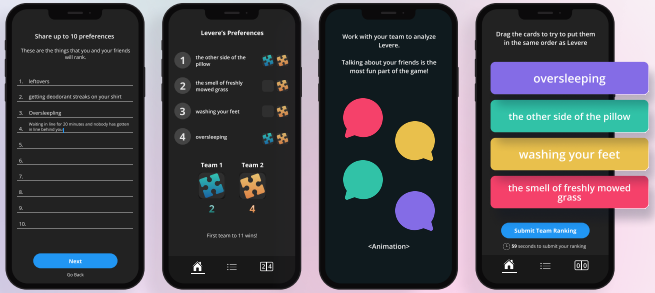 Share up to 10 preferences
These are the things that you and your friends
will rank.
1. leftovers
2. getting deodorant streaks on your shirt
3. Oversleeping
4. Waiting in line for 20 minutes and nobody has gotten
in line behind you)
5.
6.
7.
8.
9.
10.
Next
Go Back
Levere's Preferences
1 the other side of the
pillow
2 the smell of freshly
mowed grass
3 washing your feet
4 oversleeping
Team 1 Team 2
2 4
First team to 11 wins!
2 4
Work with your team to analyze
Levere.
Talking about your friends is the
most fun part of the game!
<Animation>
Drag the cards to try to put them
in the same order as Levere
oversleeping
the other side of the pillow
washing your feet
the smell of freshly mowed
grass
Submit Team Ranking
59 seconds to submit your ranking
0 0